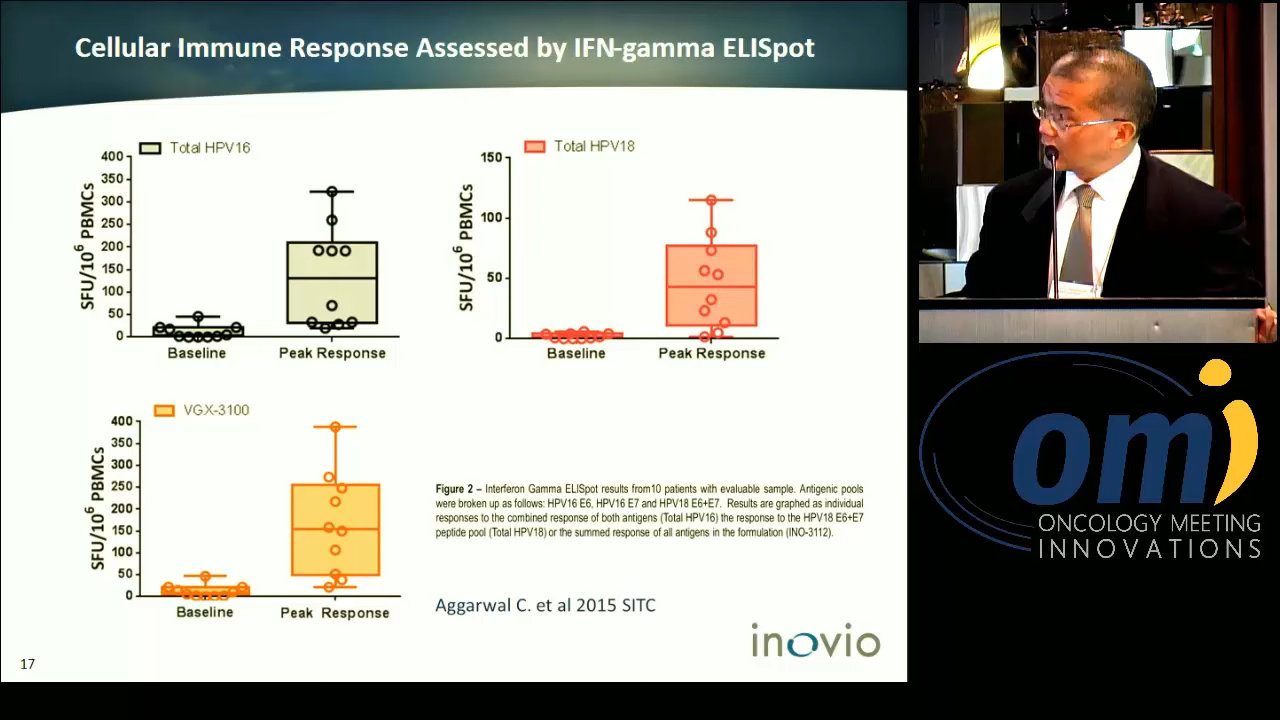 Cellular Immune Response Assessed by IFN-gamma ELISpot
Total HPV16
400
350
300
250
200
150
100
50
0
SFU/10⁶ PBMCs
Baseline
Peak Response
Total HPV18
150
100
50
0
SFU/10⁶ PBMCs
Baseline
Peak Response
VGX-3100
400
350
300
250
200
150
100
50
0
SFU/10⁶ PBMCs
Baseline
Peak Response
Figure 2 – Interferon Gamma ELISpot results from10 patients with evaluable sample. Antigenic pools
were broken up as follows: HPV16 E6, HPV16 E7 and HPV18 E6+E7. Results are graphed as individual
responses to the combined response of both antigens (Total HPV16) the response to the HPV18 E6+E7
peptide pool (Total HPV18) or the summed response of all antigens in the formulation (INO-3112).
Aggarwal C. et al 2015 SITC
inovio
17
omi
ONCOLOGY MEETING
INNOVATIONS